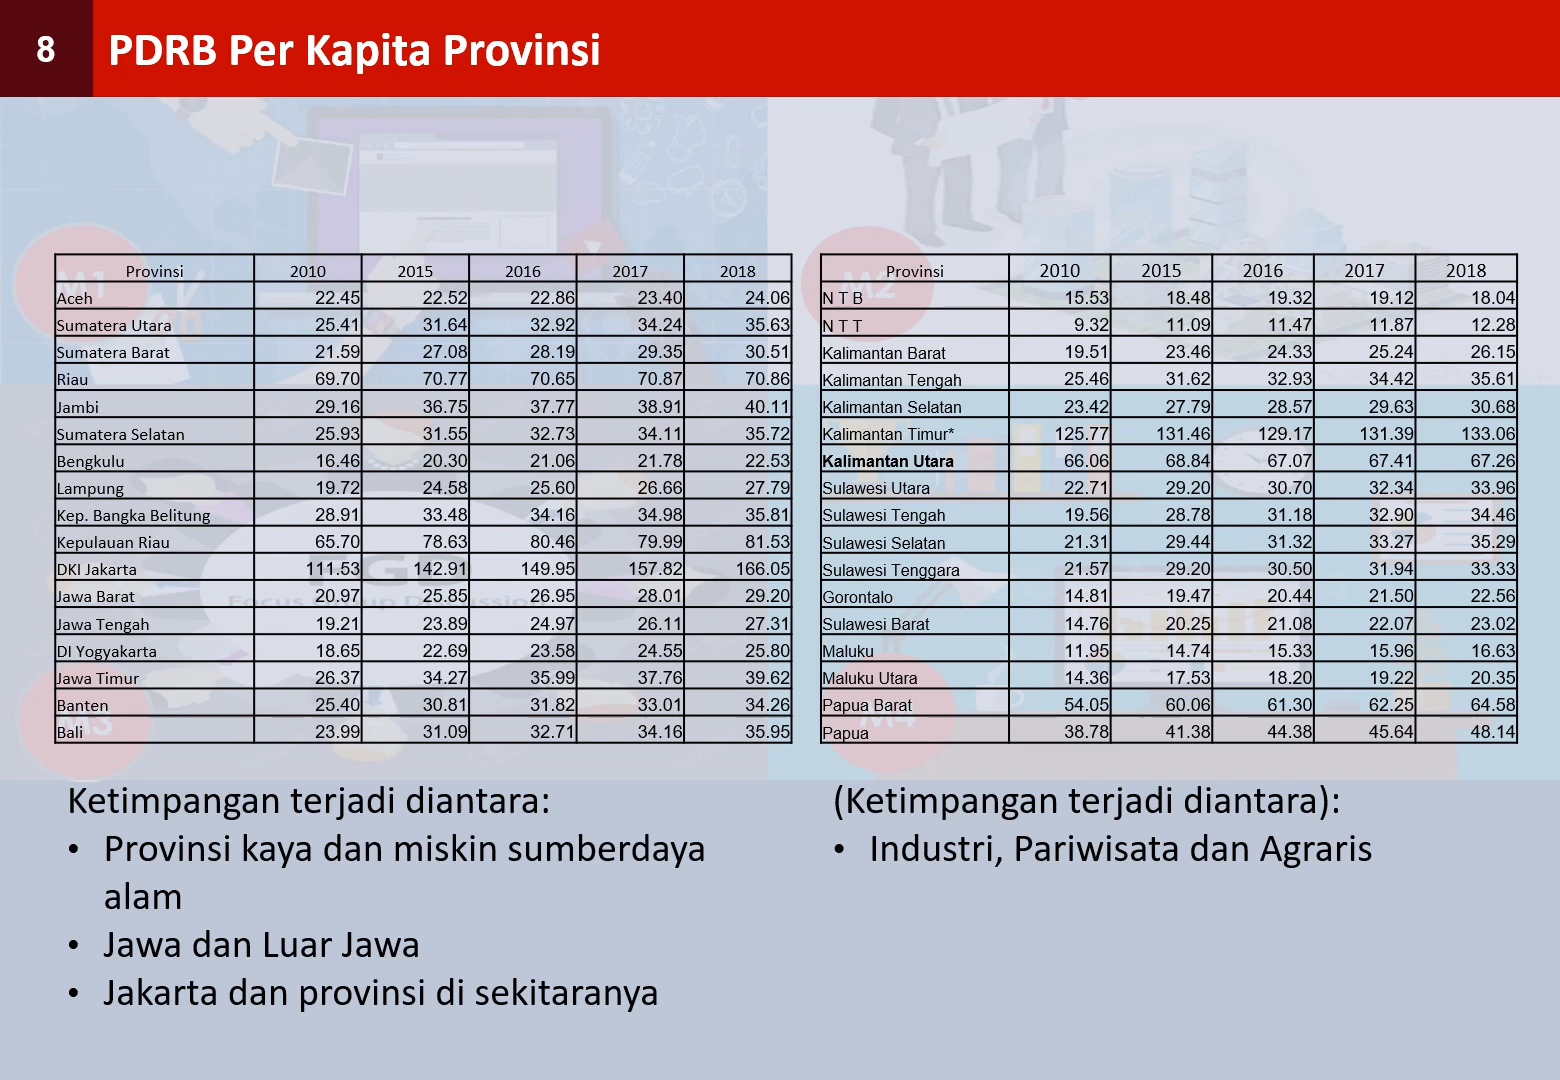 8 PDRB Per Kapita Provinsi
Provinsi 2010 2015 2016 2017 2018
Aceh 22.45 22.52 22.86 23.40 24.06
Sumatera Utara 25.41 31.64 32.92 34.24 35.63
Sumatera Barat 21.59 27.08 28.19 29.35 30.51
Riau 69.70 70.77 70.65 70.87 70.86
Jambi 29.16 36.75 37.77 38.91 40.11
Sumatera Selatan 25.93 31.55 32.73 34.11 35.72
Bengkulu 16.46 20.30 21.06 21.78 22.53
Lampung 19.72 24.58 25.60 26.66 27.79
Kep. Bangka Belitung 28.91 33.48 34.16 34.98 35.81
Kepulauan Riau 65.70 78.63 80.46 79.99 81.53
DKI Jakarta 111.53 142.91 149.95 157.82 166.05
Jawa Barat 20.97 25.85 26.95 28.01 29.20
Jawa Tengah 19.21 23.89 24.97 26.11 27.31
DI Yogyakarta 18.65 22.69 23.58 24.55 25.80
Jawa Timur 26.37 34.27 35.99 37.76 39.62
Banten 25.40 30.81 31.82 33.01 34.26
Bali 23.99 31.09 32.71 34.16 35.95
Provinsi 2010 2015 2016 2017 2018
N T B 15.53 18.48 19.32 19.12 18.04
N T T 9.32 11.09 11.47 11.87 12.28
Kalimantan Barat 19.51 23.46 24.33 25.24 26.15
Kalimantan Tengah 25.46 31.62 32.93 34.42 35.61
Kalimantan Selatan 23.42 27.79 28.57 29.63 30.68
Kalimantan Timur* 125.77 131.46 129.17 131.39 133.06
Kalimantan Utara 66.06 68.84 67.07 67.41 67.26
Sulawesi Utara 22.71 29.20 30.70 32.34 33.96
Sulawesi Tengah 19.56 28.78 31.18 32.90 34.46
Sulawesi Selatan 21.31 29.44 31.32 33.27 35.29
Sulawesi Tenggara 21.57 29.20 30.50 31.94 33.33
Gorontalo 14.81 19.47 20.44 21.50 22.56
Sulawesi Barat 14.76 20.25 21.08 22.07 23.02
Maluku 11.95 14.74 15.33 15.96 16.63
Maluku Utara 14.36 17.53 18.20 19.22 20.35
Papua Barat 54.05 60.06 61.30 62.25 64.58
Papua 38.78 41.38 44.38 45.64 48.14
M1
M2
M3
M4
FGD
Focus Group Discussion
Ketimpangan terjadi diantara:
• Provinsi kaya dan miskin sumberdaya
alam
• Jawa dan Luar Jawa
• Jakarta dan provinsi di sekitaranya
(Ketimpangan terjadi diantara):
• Industri, Pariwisata dan Agraris